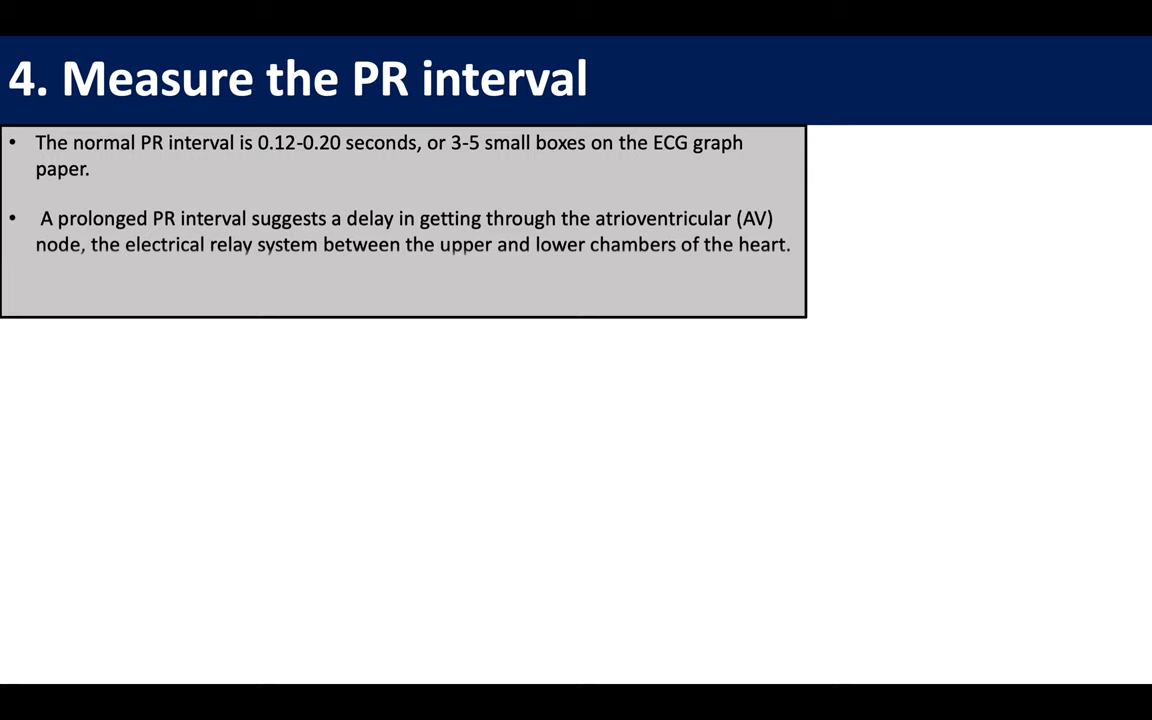 4. Measure the PR interval
• The normal PR interval is 0.12-0.20 seconds, or 3-5 small boxes on the ECG graph
paper.
• A prolonged PR interval suggests a delay in getting through the atrioventricular (AV)
node, the electrical relay system between the upper and lower chambers of the heart.